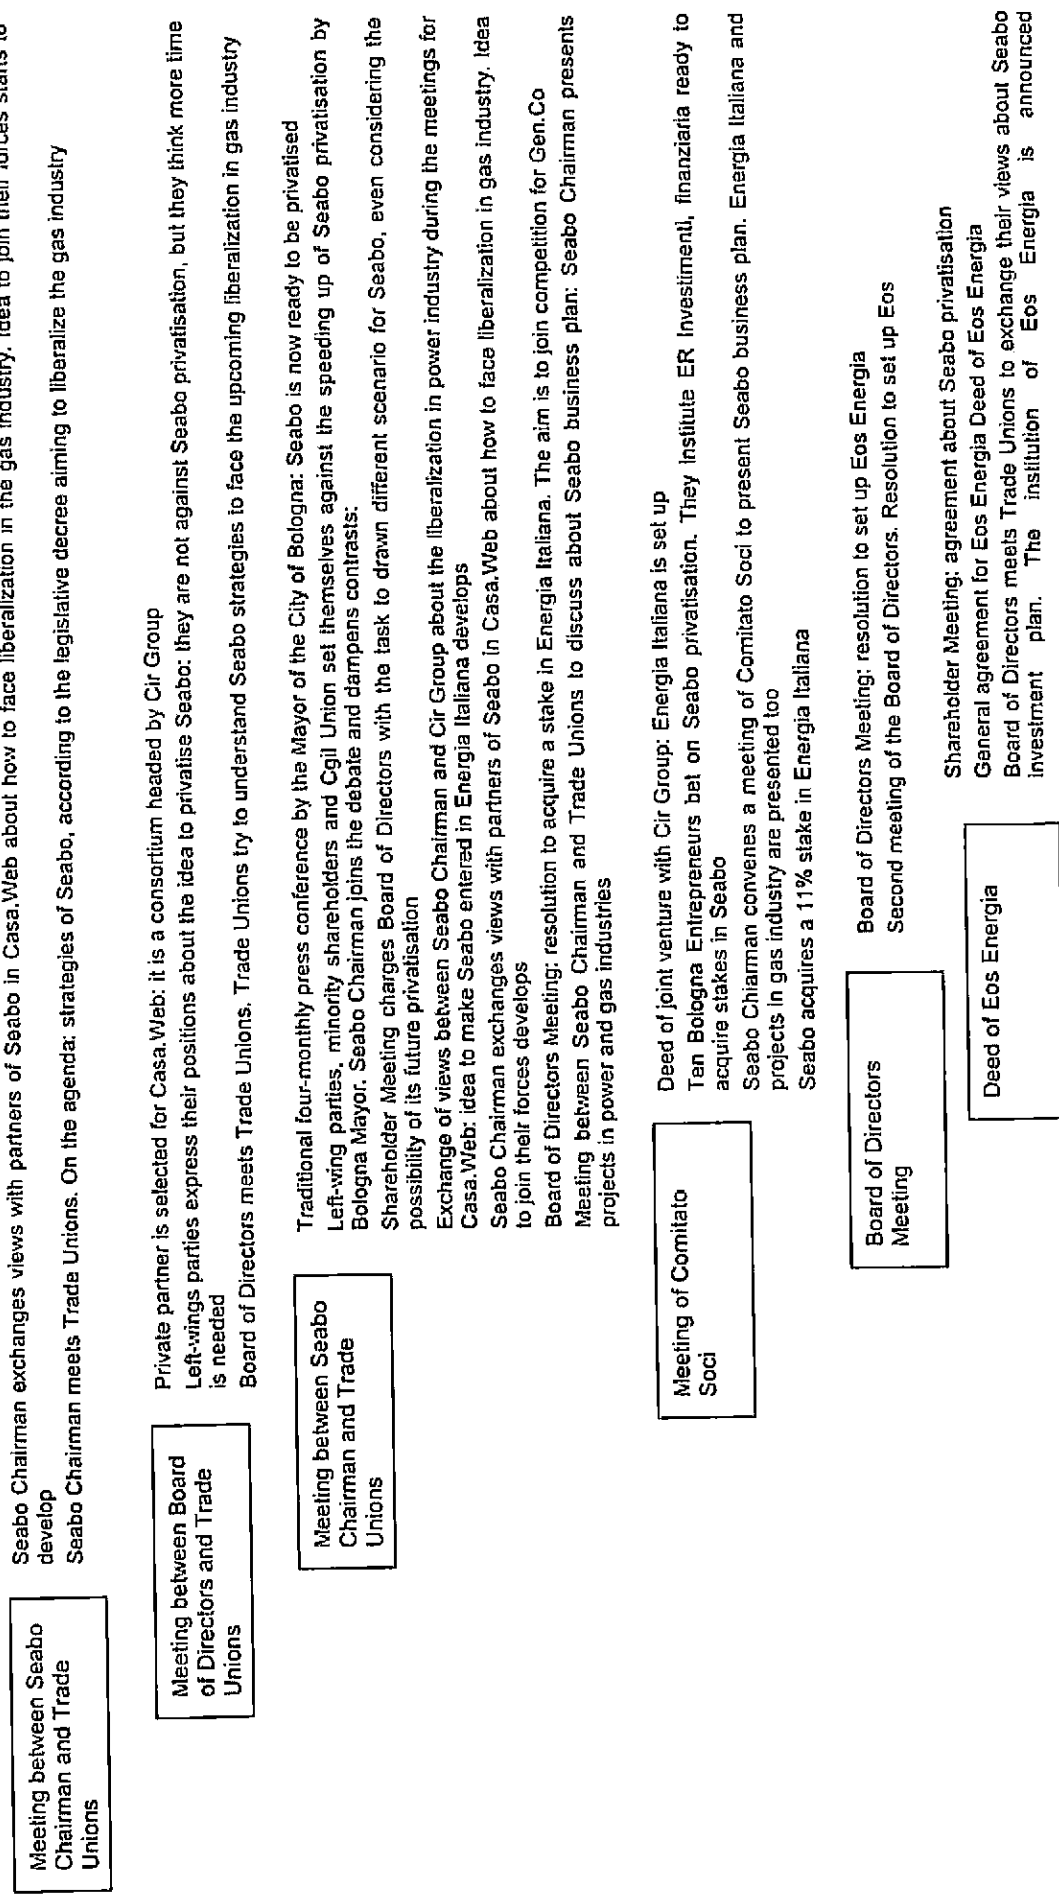 Seabo Chairman exchanges views with partners of Seabo in Casa.Web about how to face liberalization in the gas industry. Idea to join their forces starts to
develop
Seabo Chairman meets Trade Unions. On the agenda: strategies of Seabo, according to the legislative decree aiming to liberalize the gas industry
Meeting between Seabo
Chairman and Trade
Unions
Private partner is selected for Casa.Web: it is a consortium headed by Cir Group
Left-wings parties express their positions about the idea to privatise Seabo: they are not against Seabo privatisation, but they think more time
is needed
Board of Directors meets Trade Unions. Trade Unions try to understand Seabo strategies to face the upcoming liberalization in gas industry
Meeting between Board
of Directors and Trade
Unions
Traditional four-monthly press conference by the Mayor of the City of Bologna: Seabo is now ready to be privatised
Left-wing parties, minority shareholders and Cgil Union set themselves against the speeding up of Seabo privatisation by
Bologna Mayor. Seabo Chairman joins the debate and dampens contrasts:
Shareholder Meeting charges Board of Directors with the task to drawn different scenario for Seabo, even considering the
possibility of its future privatisation
Exchange of views between Seabo Chairman and Cir Group about the liberalization in power industry during the meetings for
Casa.Web: idea to make Seabo entered in Energia Italiana develops
Seabo Chairman exchanges views with partners of Seabo in Casa.Web about how to face liberalization in gas industry. Idea
to join their forces develops
Board of Directors Meeting: resolution to acquire a stake in Energia Italiana. The aim is to join competition for Gen.Co
Meeting between Seabo Chairman and Trade Unions to discuss about Seabo business plan: Seabo Chairman presents
projects in power and gas industries
Meeting between Seabo
Chairman and Trade
Unions
Deed of joint venture with Cir Group: Energia Italiana is set up
Ten Bologna Entrepreneurs bet on Seabo privatisation. They institute ER Investimenti, finanziaria ready to
acquire stakes in Seabo
Seabo Chiarman convenes a meeting of Comitato Soci to present Seabo business plan. Energia Italiana and
projects in gas industry are presented too
Seabo acquires a 11% stake in Energia Italiana
Meeting of Comitato
Soci
Board of Directors Meeting: resolution to set up Eos Energia
Second meeting of the Board of Directors. Resolution to set up Eos
Board of Directors
Meeting
Shareholder Meeting: agreement about Seabo privatisation
General agreement for Eos Energia Deed of Eos Energia
Board of Directors meets Trade Unions to exchange their views about Seabo
investment plan. The institution of Eos Energia is announced
Deed of Eos Energia